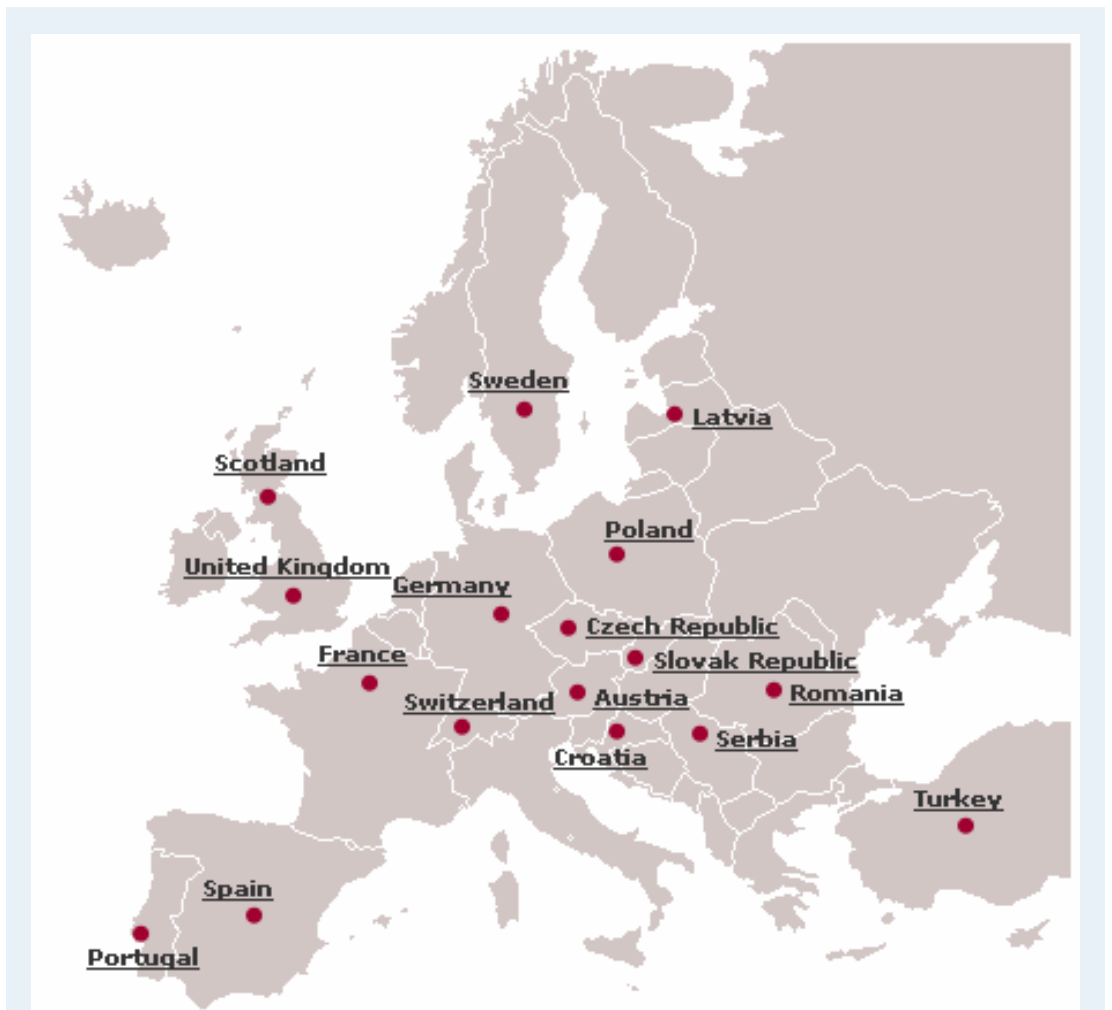 Sweden
Latvia
Scotland
Poland
United Kingdom
Germany
Czech Republic
France
Slovak Republic
Switzerland
Austria
Romania
Croatia
Serbia
Turkey
Spain
Portugal